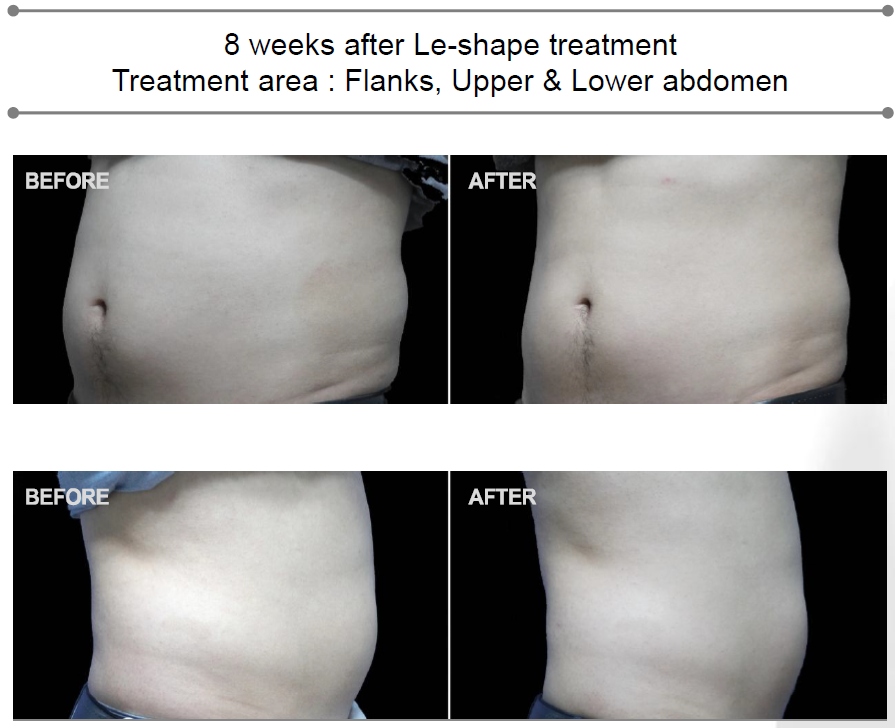 8 weeks after Le-shape treatment
Treatment area : Flanks, Upper & Lower abdomen
BEFORE
AFTER
BEFORE
AFTER